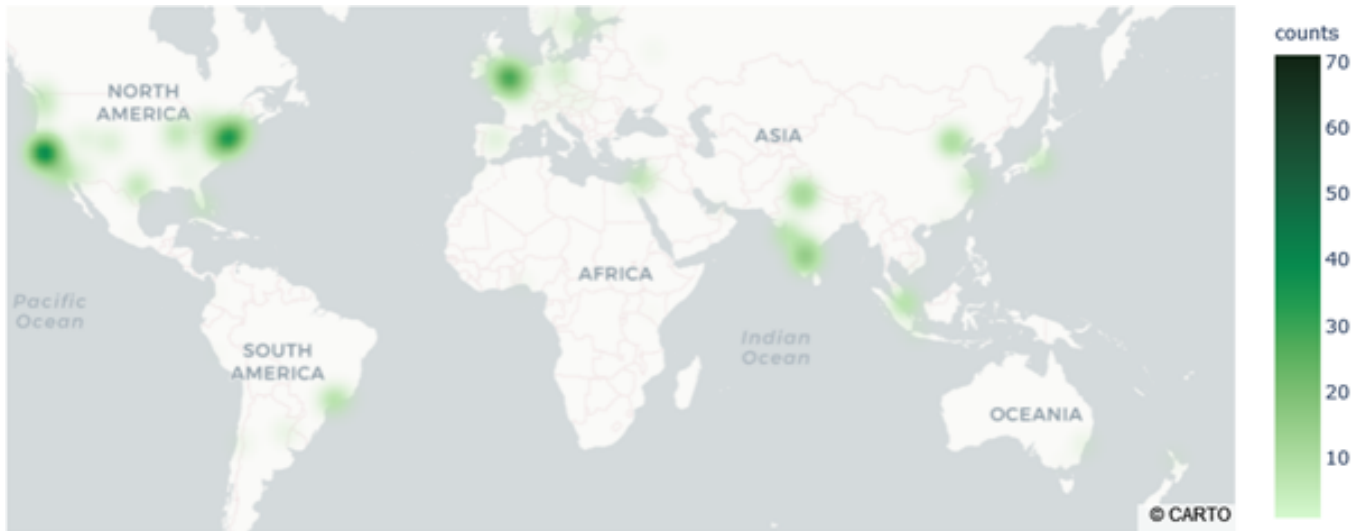 NORTH
AMERICA
ASIA
AFRICA
Pacific
Ocean
Indian
Ocean
SOUTH
AMERICA
OCEANIA
© CARTO
counts
70
60
50
40
30
20
10